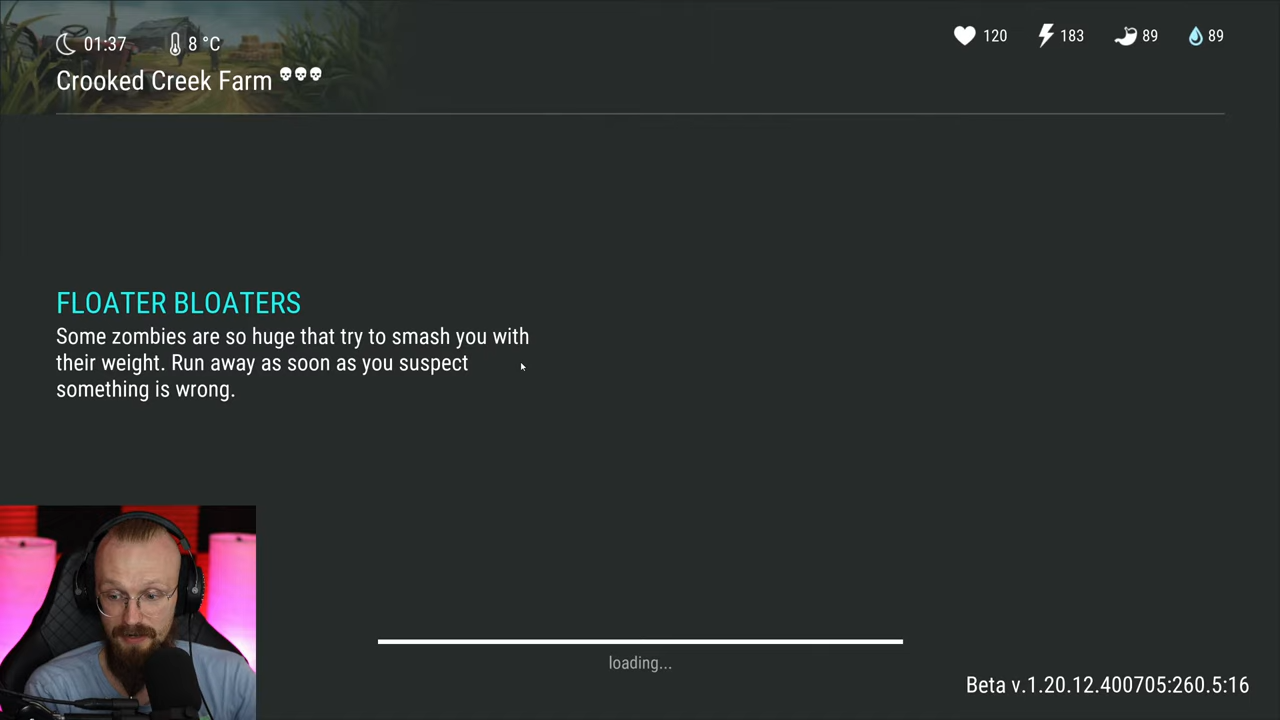 01:37 8 °C 120 183 89 89
Crooked Creek Farm
FLOATER BLOATERS
Some zombies are so huge that try to smash you with
their weight. Run away as soon as you suspect
something is wrong.
loading...
Beta v.1.20.12.400705:260.5:16